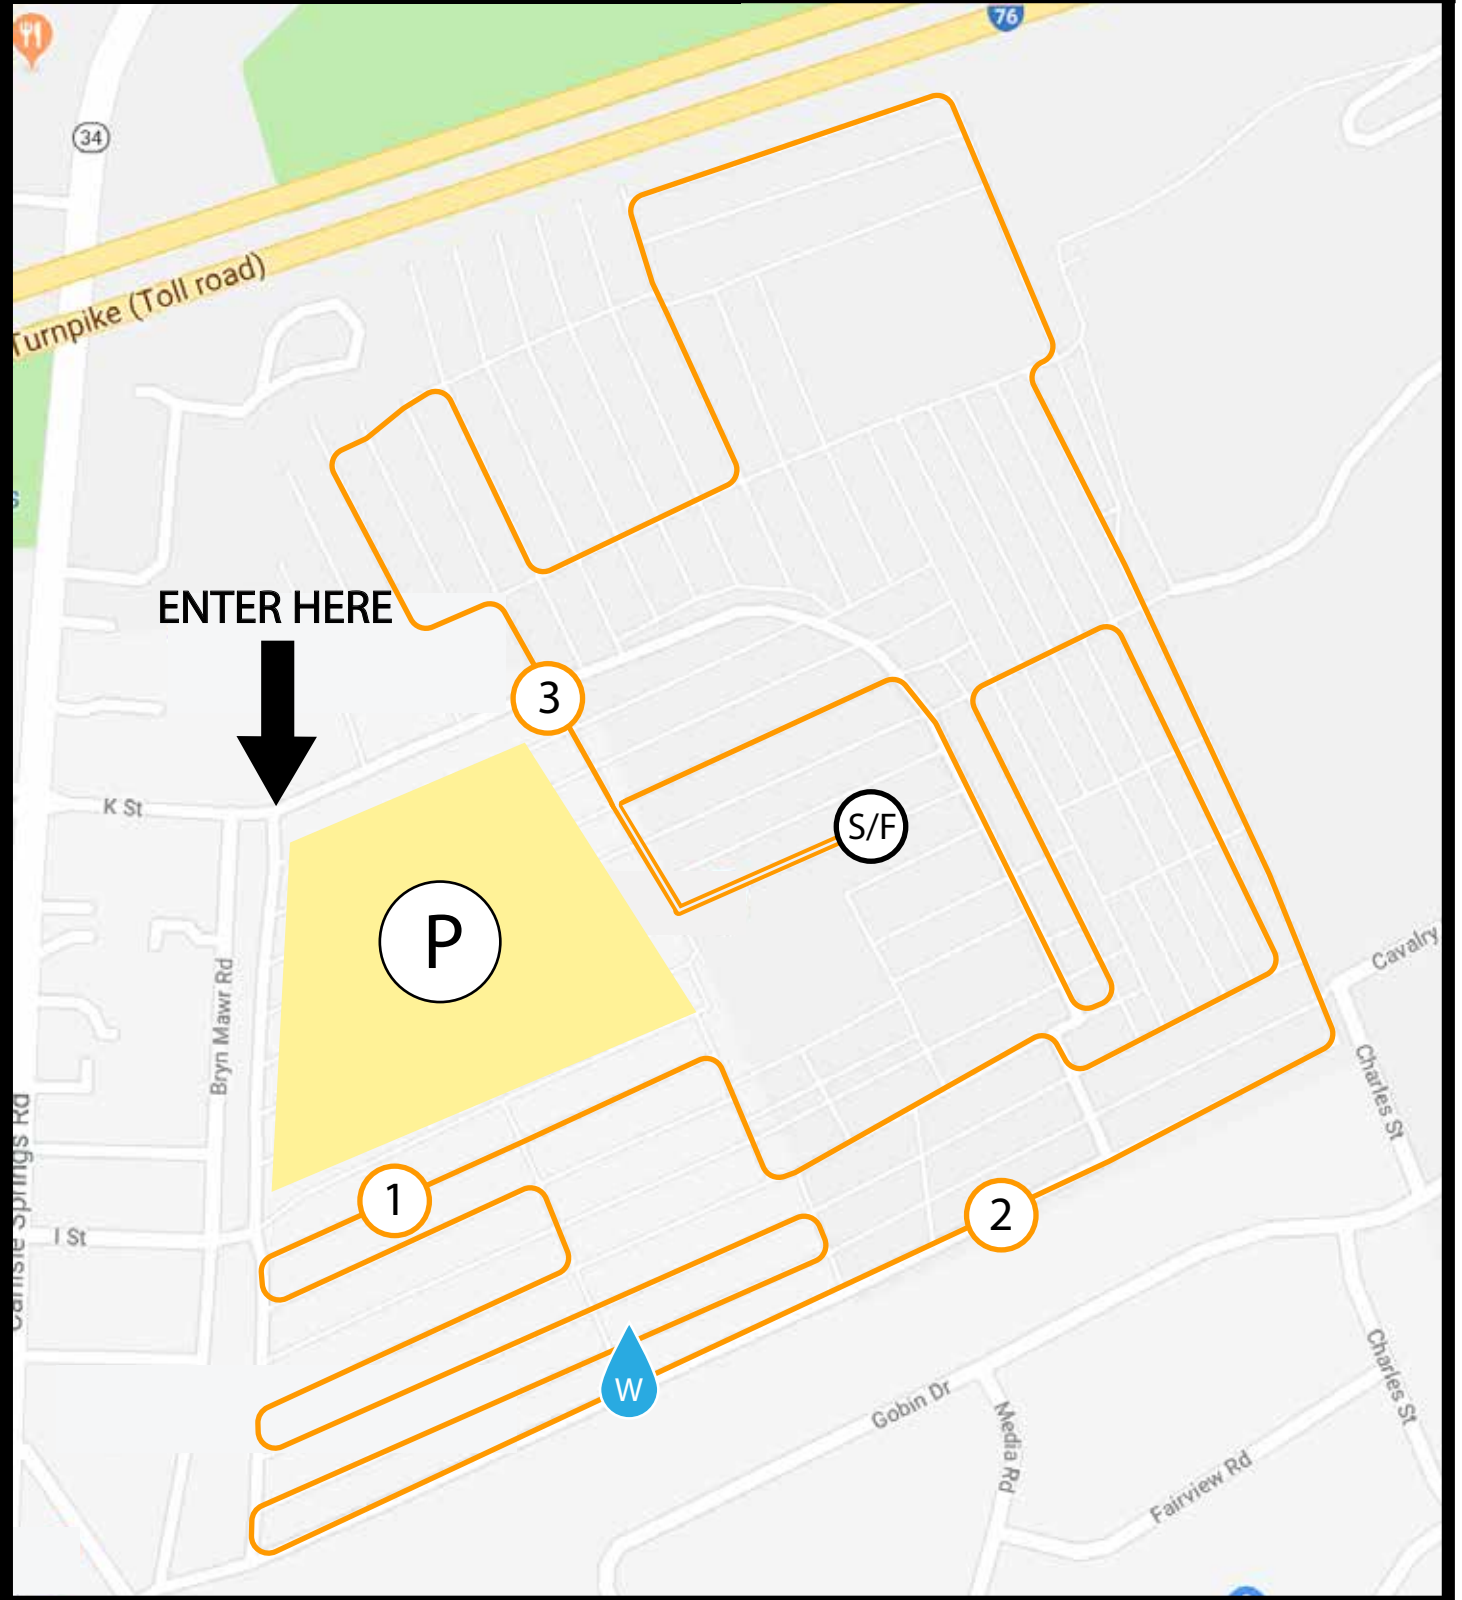 76
34
Turnpike (Toll road)
ENTER HERE
3
K St
S/F
P
Bryn Mawr Rd
Cavalry
Charles St
Carlisle Springs Rd
1
2
I St
W
Gobin Dr
Media Rd
Charles St
Fairview Rd